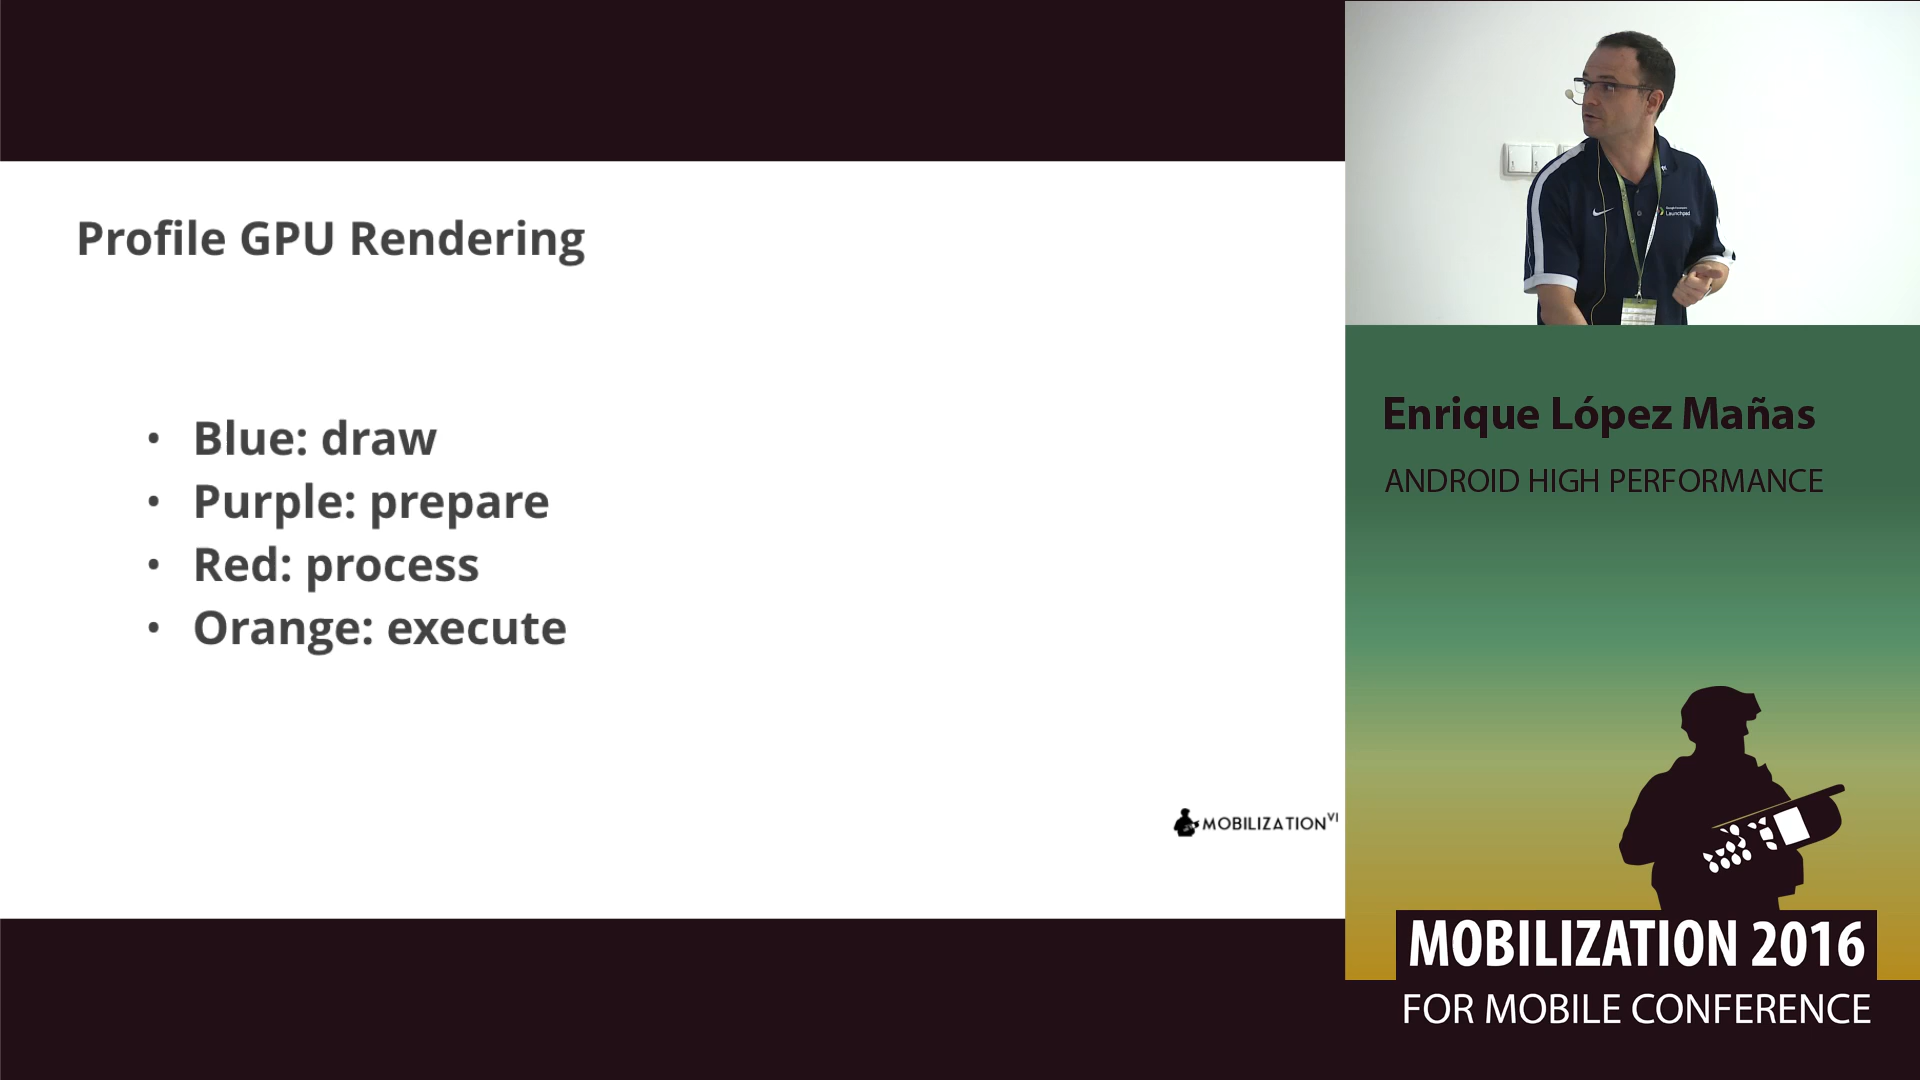 Profile GPU Rendering
• Blue: draw
• Purple: prepare
• Red: process
• Orange: execute
MOBILIZATION VI
Launchpad
Enrique López Mañas
ANDROID HIGH PERFORMANCE
MOBILIZATION 2016
FOR MOBILE CONFERENCE